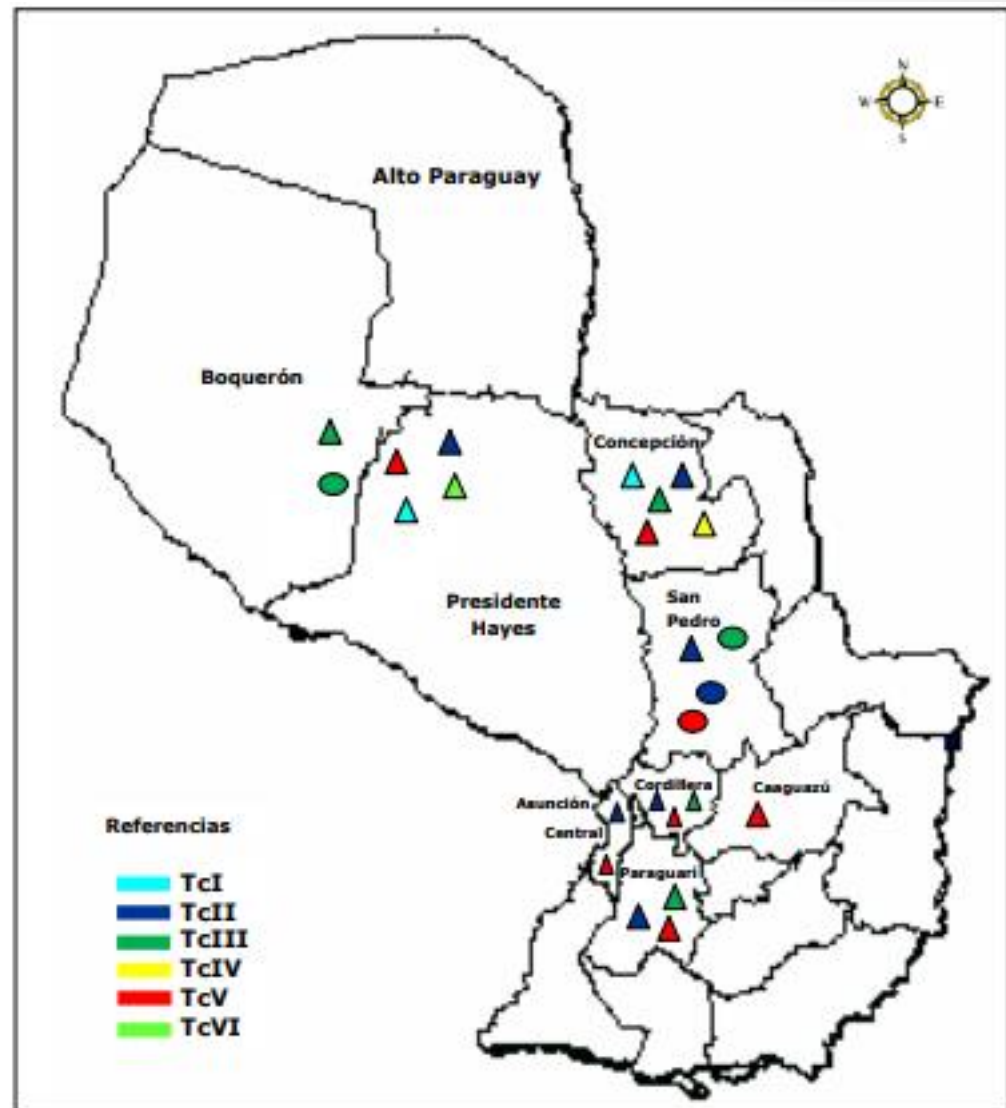 N
W E
S
Alto Paraguay
Boquerón
Concepción
Presidente
Hayes
San
Pedro
Cordillera
Caaguazú
Asunción
Central
Paraguarí
Referencias
TcI
TcII
TcIII
TcIV
TcV
TcVI